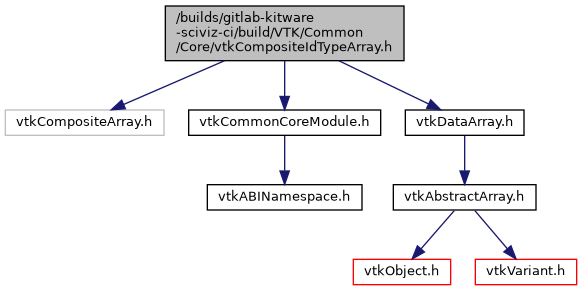 /builds/gitlab-kitware
-sciviz-ci/build/VTK/Common
/Core/vtkCompositeIdTypeArray.h
vtkCompositeArray.h
vtkCommonCoreModule.h
vtkDataArray.h
vtkABINamespace.h
vtkAbstractArray.h
vtkObject.h
vtkVariant.h